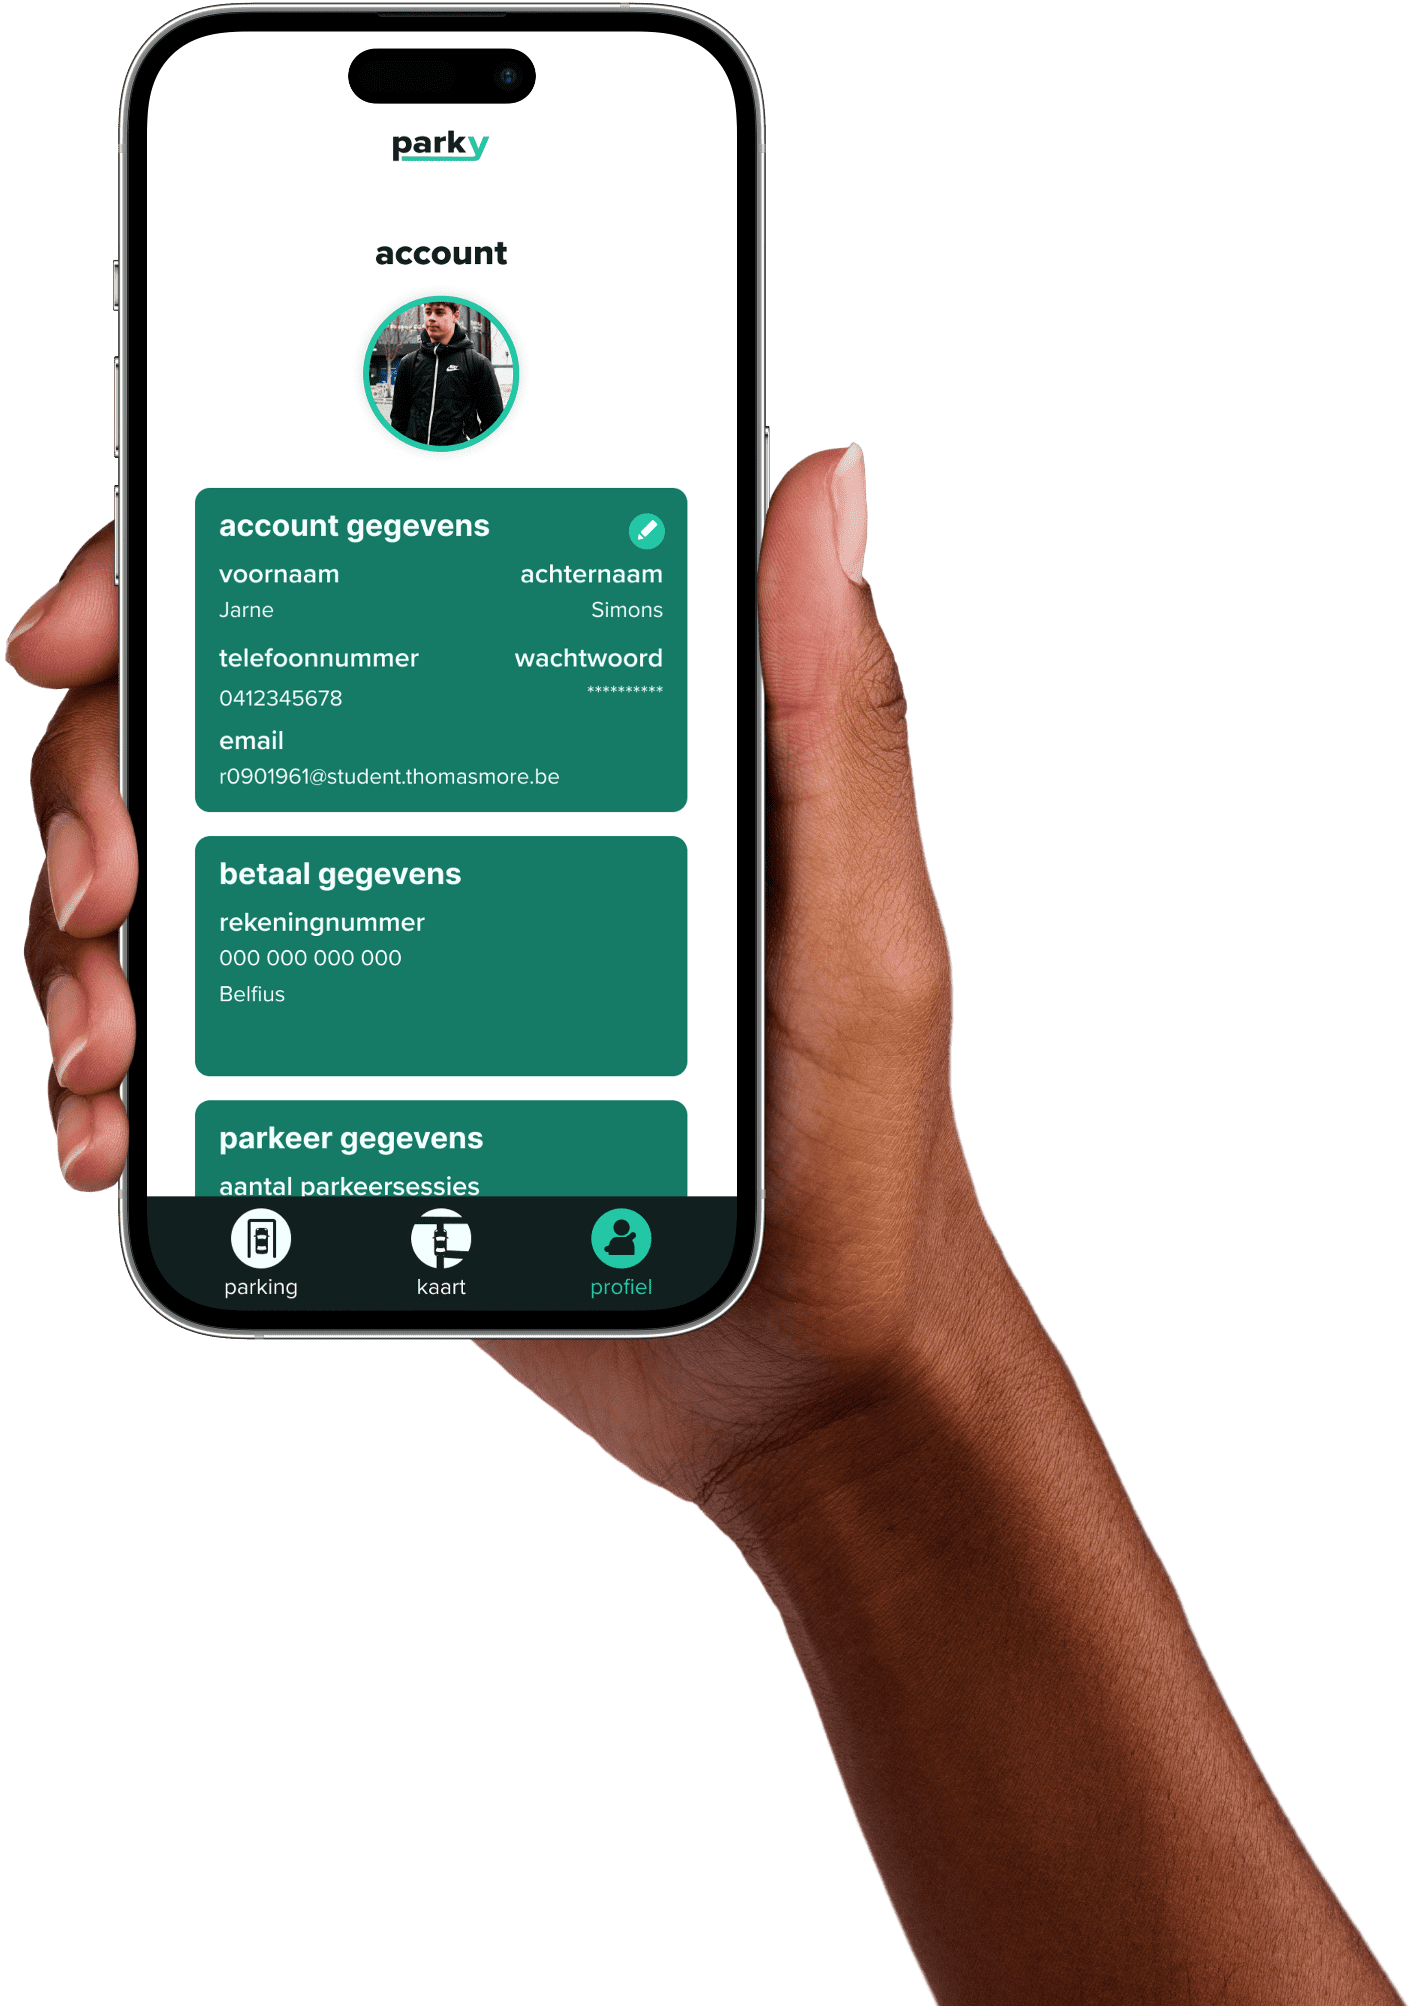 parky
account
account gegevens
voornaam achternaam
Jarne Simons
telefoonnummer wachtwoord
0412345678 **********
email
r0901961@student.thomasmore.be
betaal gegevens
rekeningnummer
000 000 000 000
Belfius
parkeer gegevens
aantal parkeersessies
parking kaart profiel